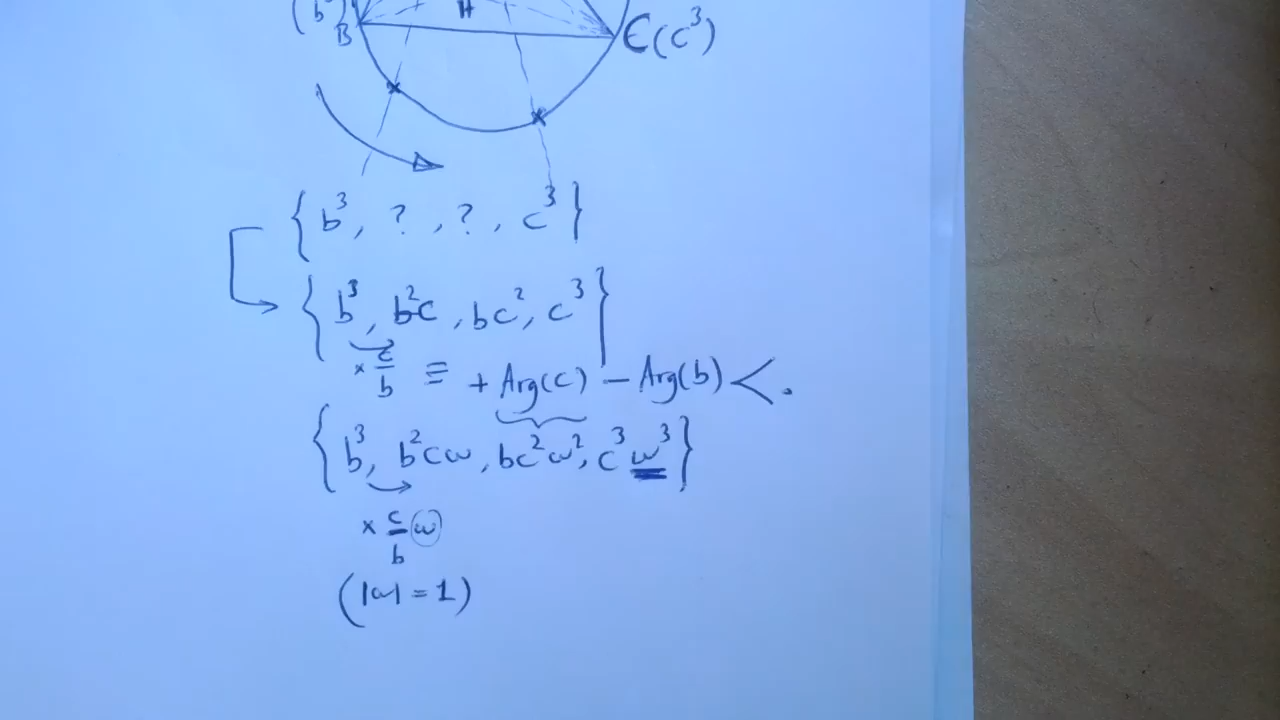 (b³)
B
H
C(c³)
{ b³, ?, ?, c³ }
{ b³, b²c, bc², c³ }
× c/b ≡ + Arg(c) − Arg(b) < .
{ b³, b²cω, bc²ω², c³ω³ }
× c/b ω
(|ω| = 1)